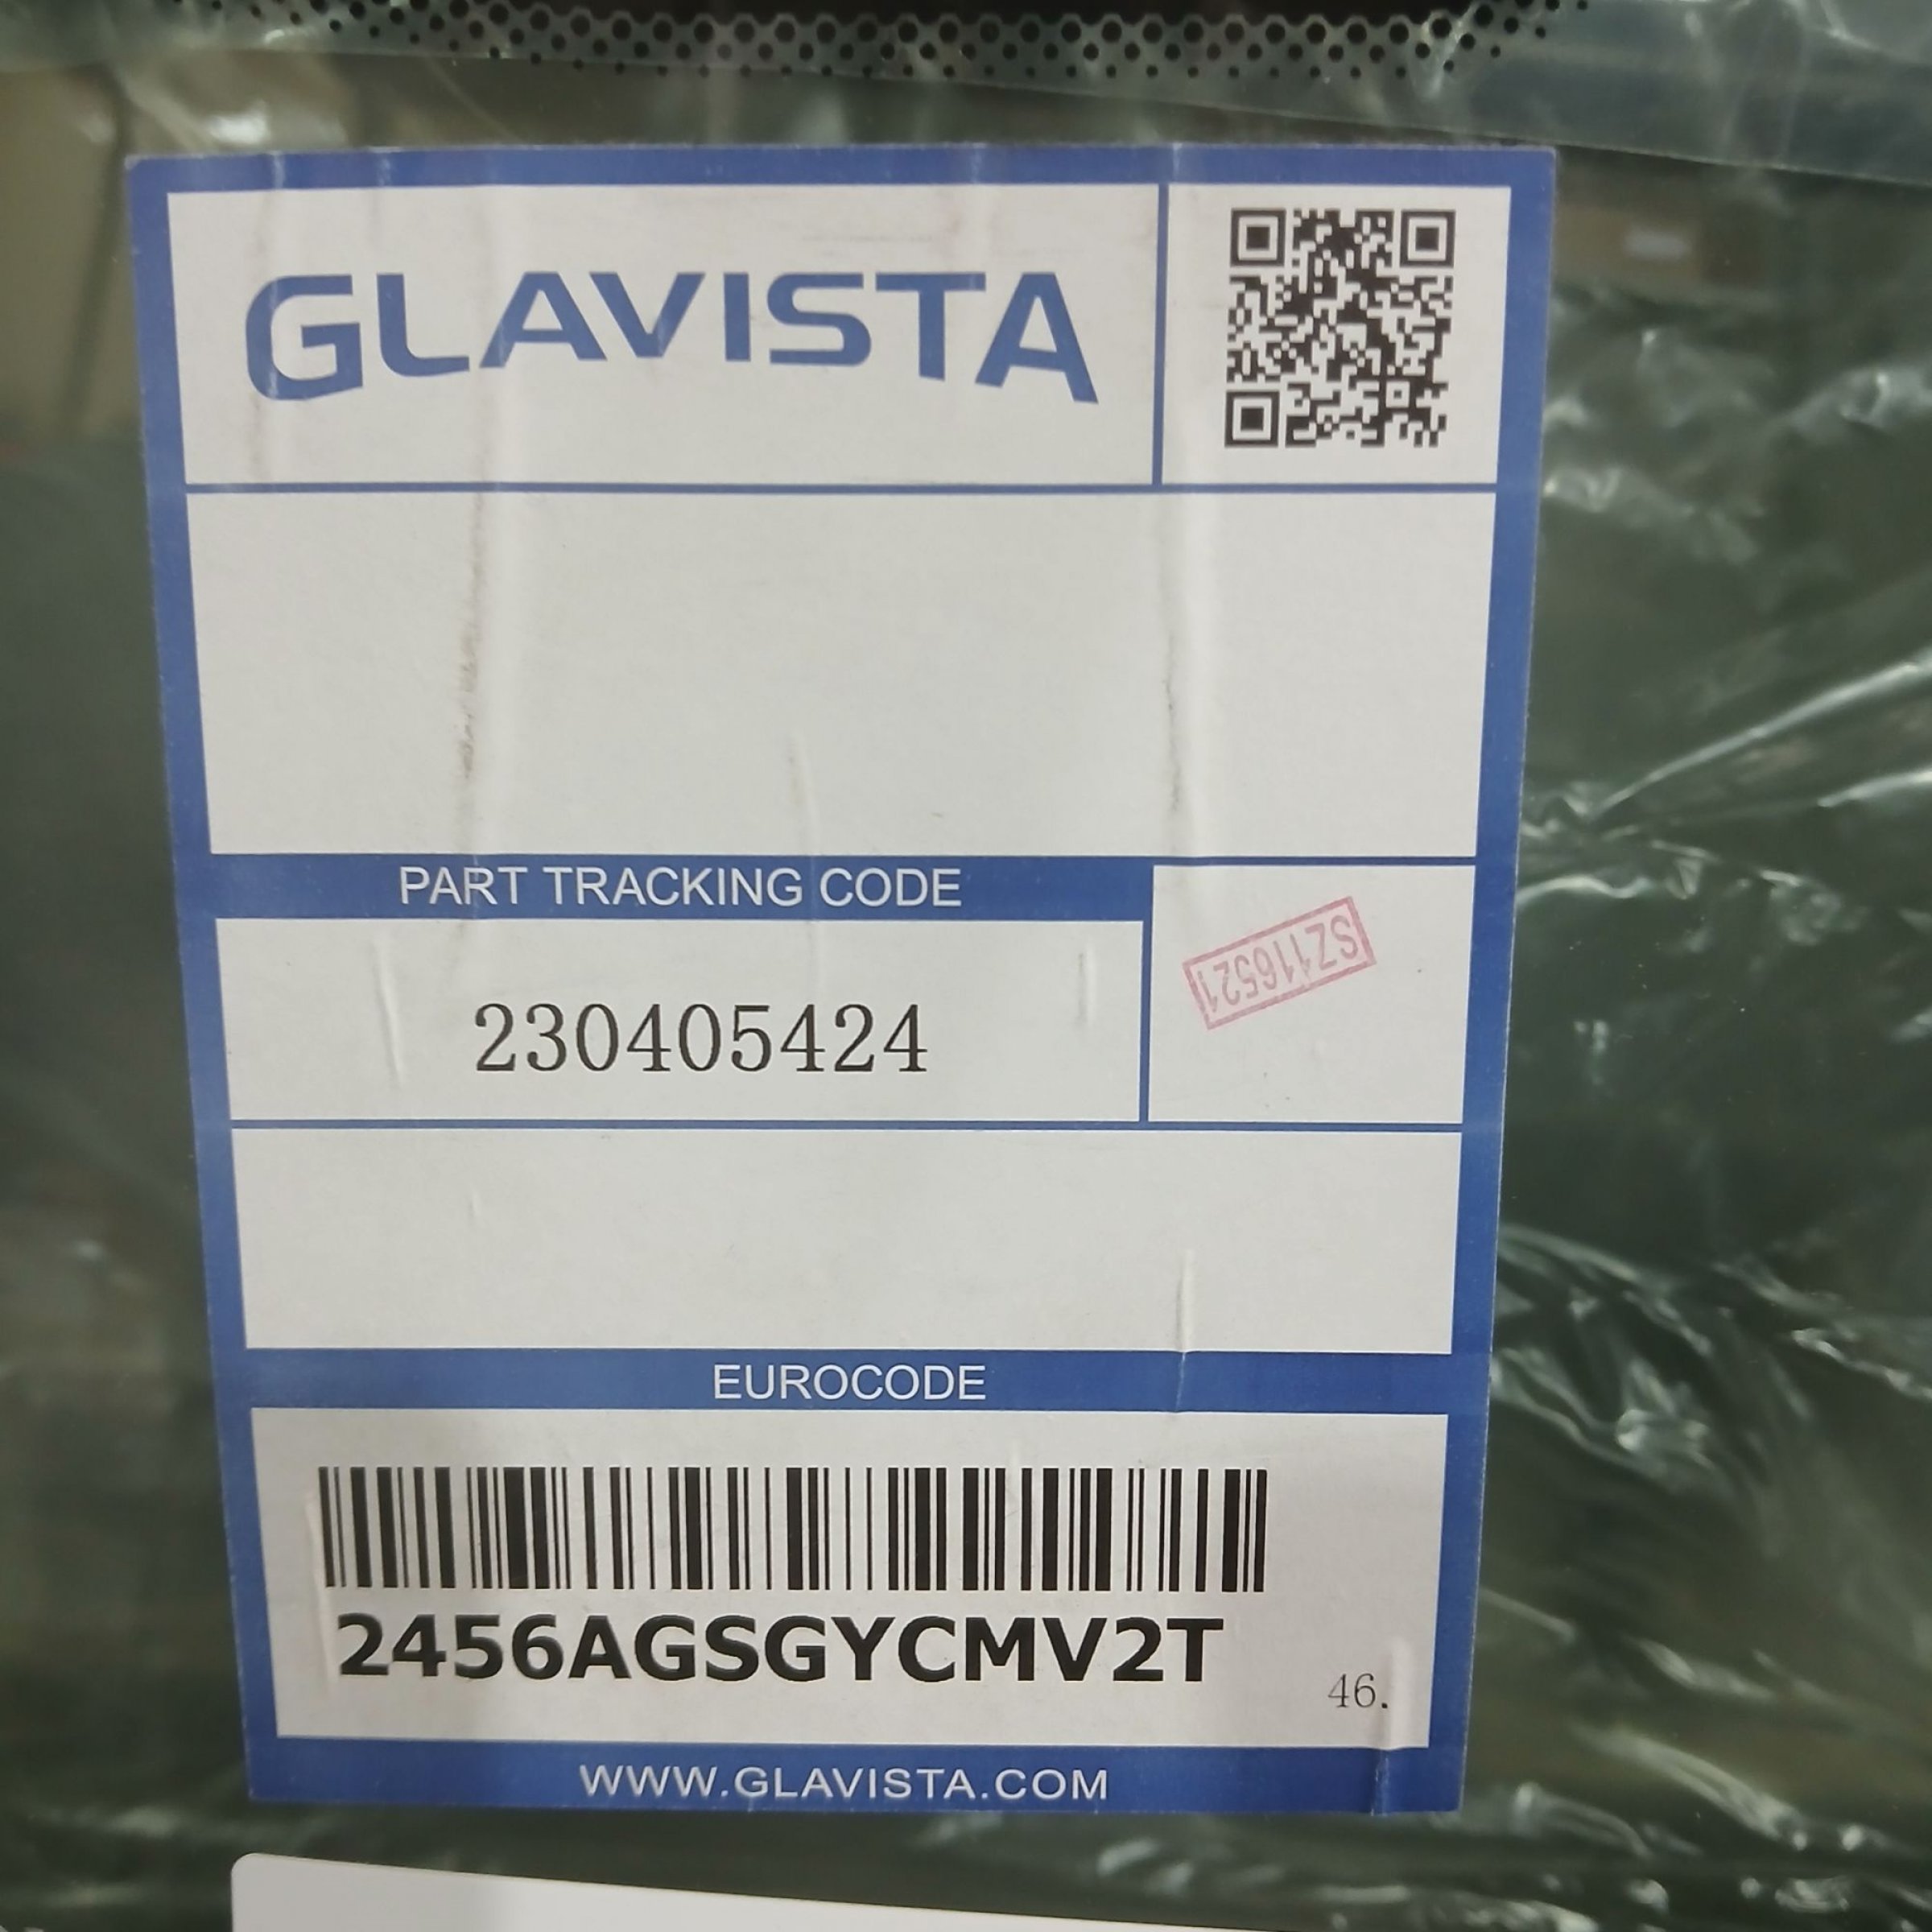 GLAVISTA
PART TRACKING CODE
SZ116521
230405424
EUROCODE
2456AGSGYCMV2T
46.
WWW.GLAVISTA.COM